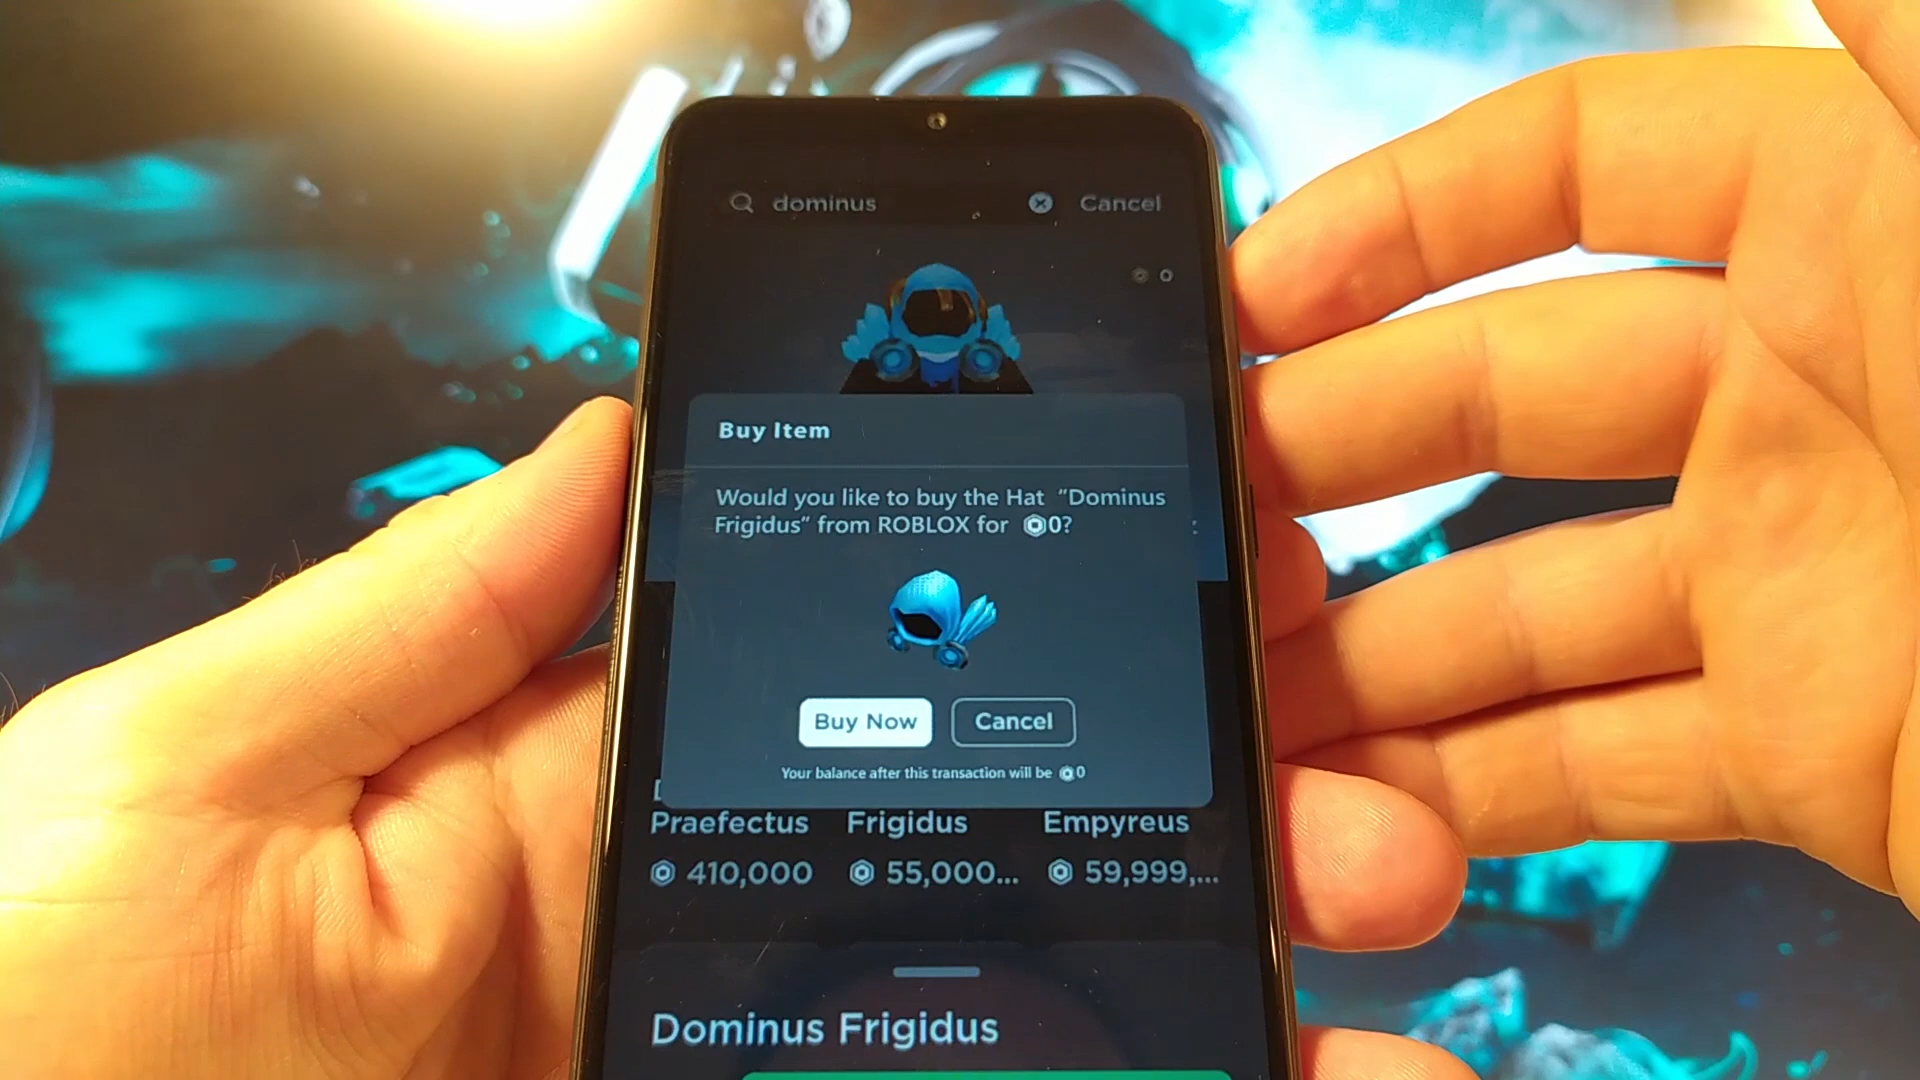 dominus Cancel
0
Buy Item
Would you like to buy the Hat "Dominus
Frigidus" from ROBLOX for 0?
Buy Now Cancel
Your balance after this transaction will be 0
Praefectus Frigidus Empyreus
410,000 55,000... 59,999,...
Dominus Frigidus